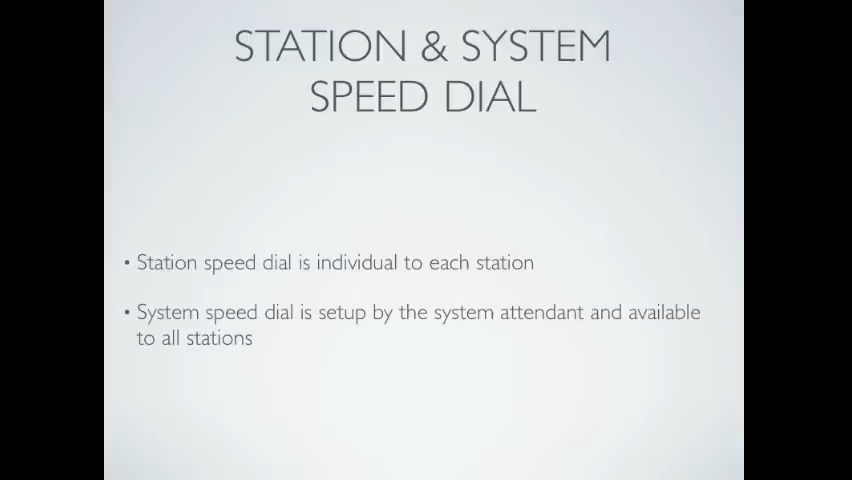 STATION & SYSTEM
SPEED DIAL
• Station speed dial is individual to each station
• System speed dial is setup by the system attendant and available
to all stations